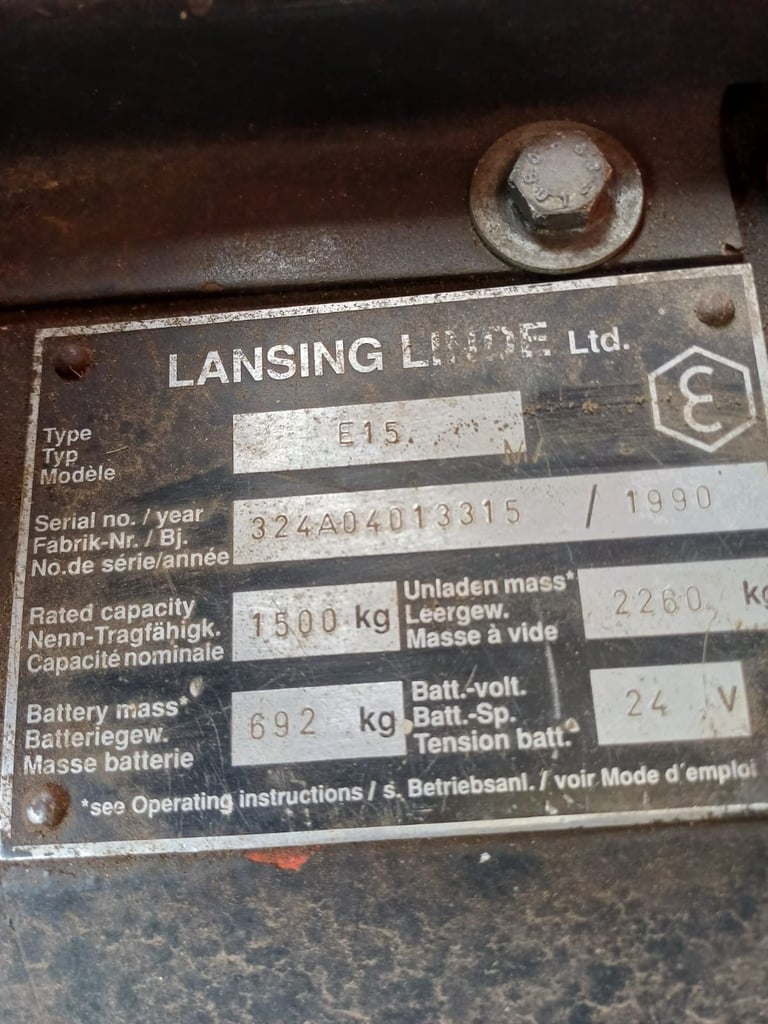 LANSING LINDE Ltd.
Type
Typ
Modèle
E15
Serial no. / year
Fabrik-Nr. / Bj.
No.de série/année
324A04013315 / 1990
Rated capacity
Nenn-Tragfähigk.
Capacité nominale
1500 kg
Unladen mass*
Leergew.
Masse à vide
2260 kg
Battery mass*
Batteriegew.
Masse batterie
692 kg
Batt.-volt.
Batt.-Sp.
Tension batt.
24 V
*see Operating instructions / s. Betriebsanl. / voir Mode d'emploi